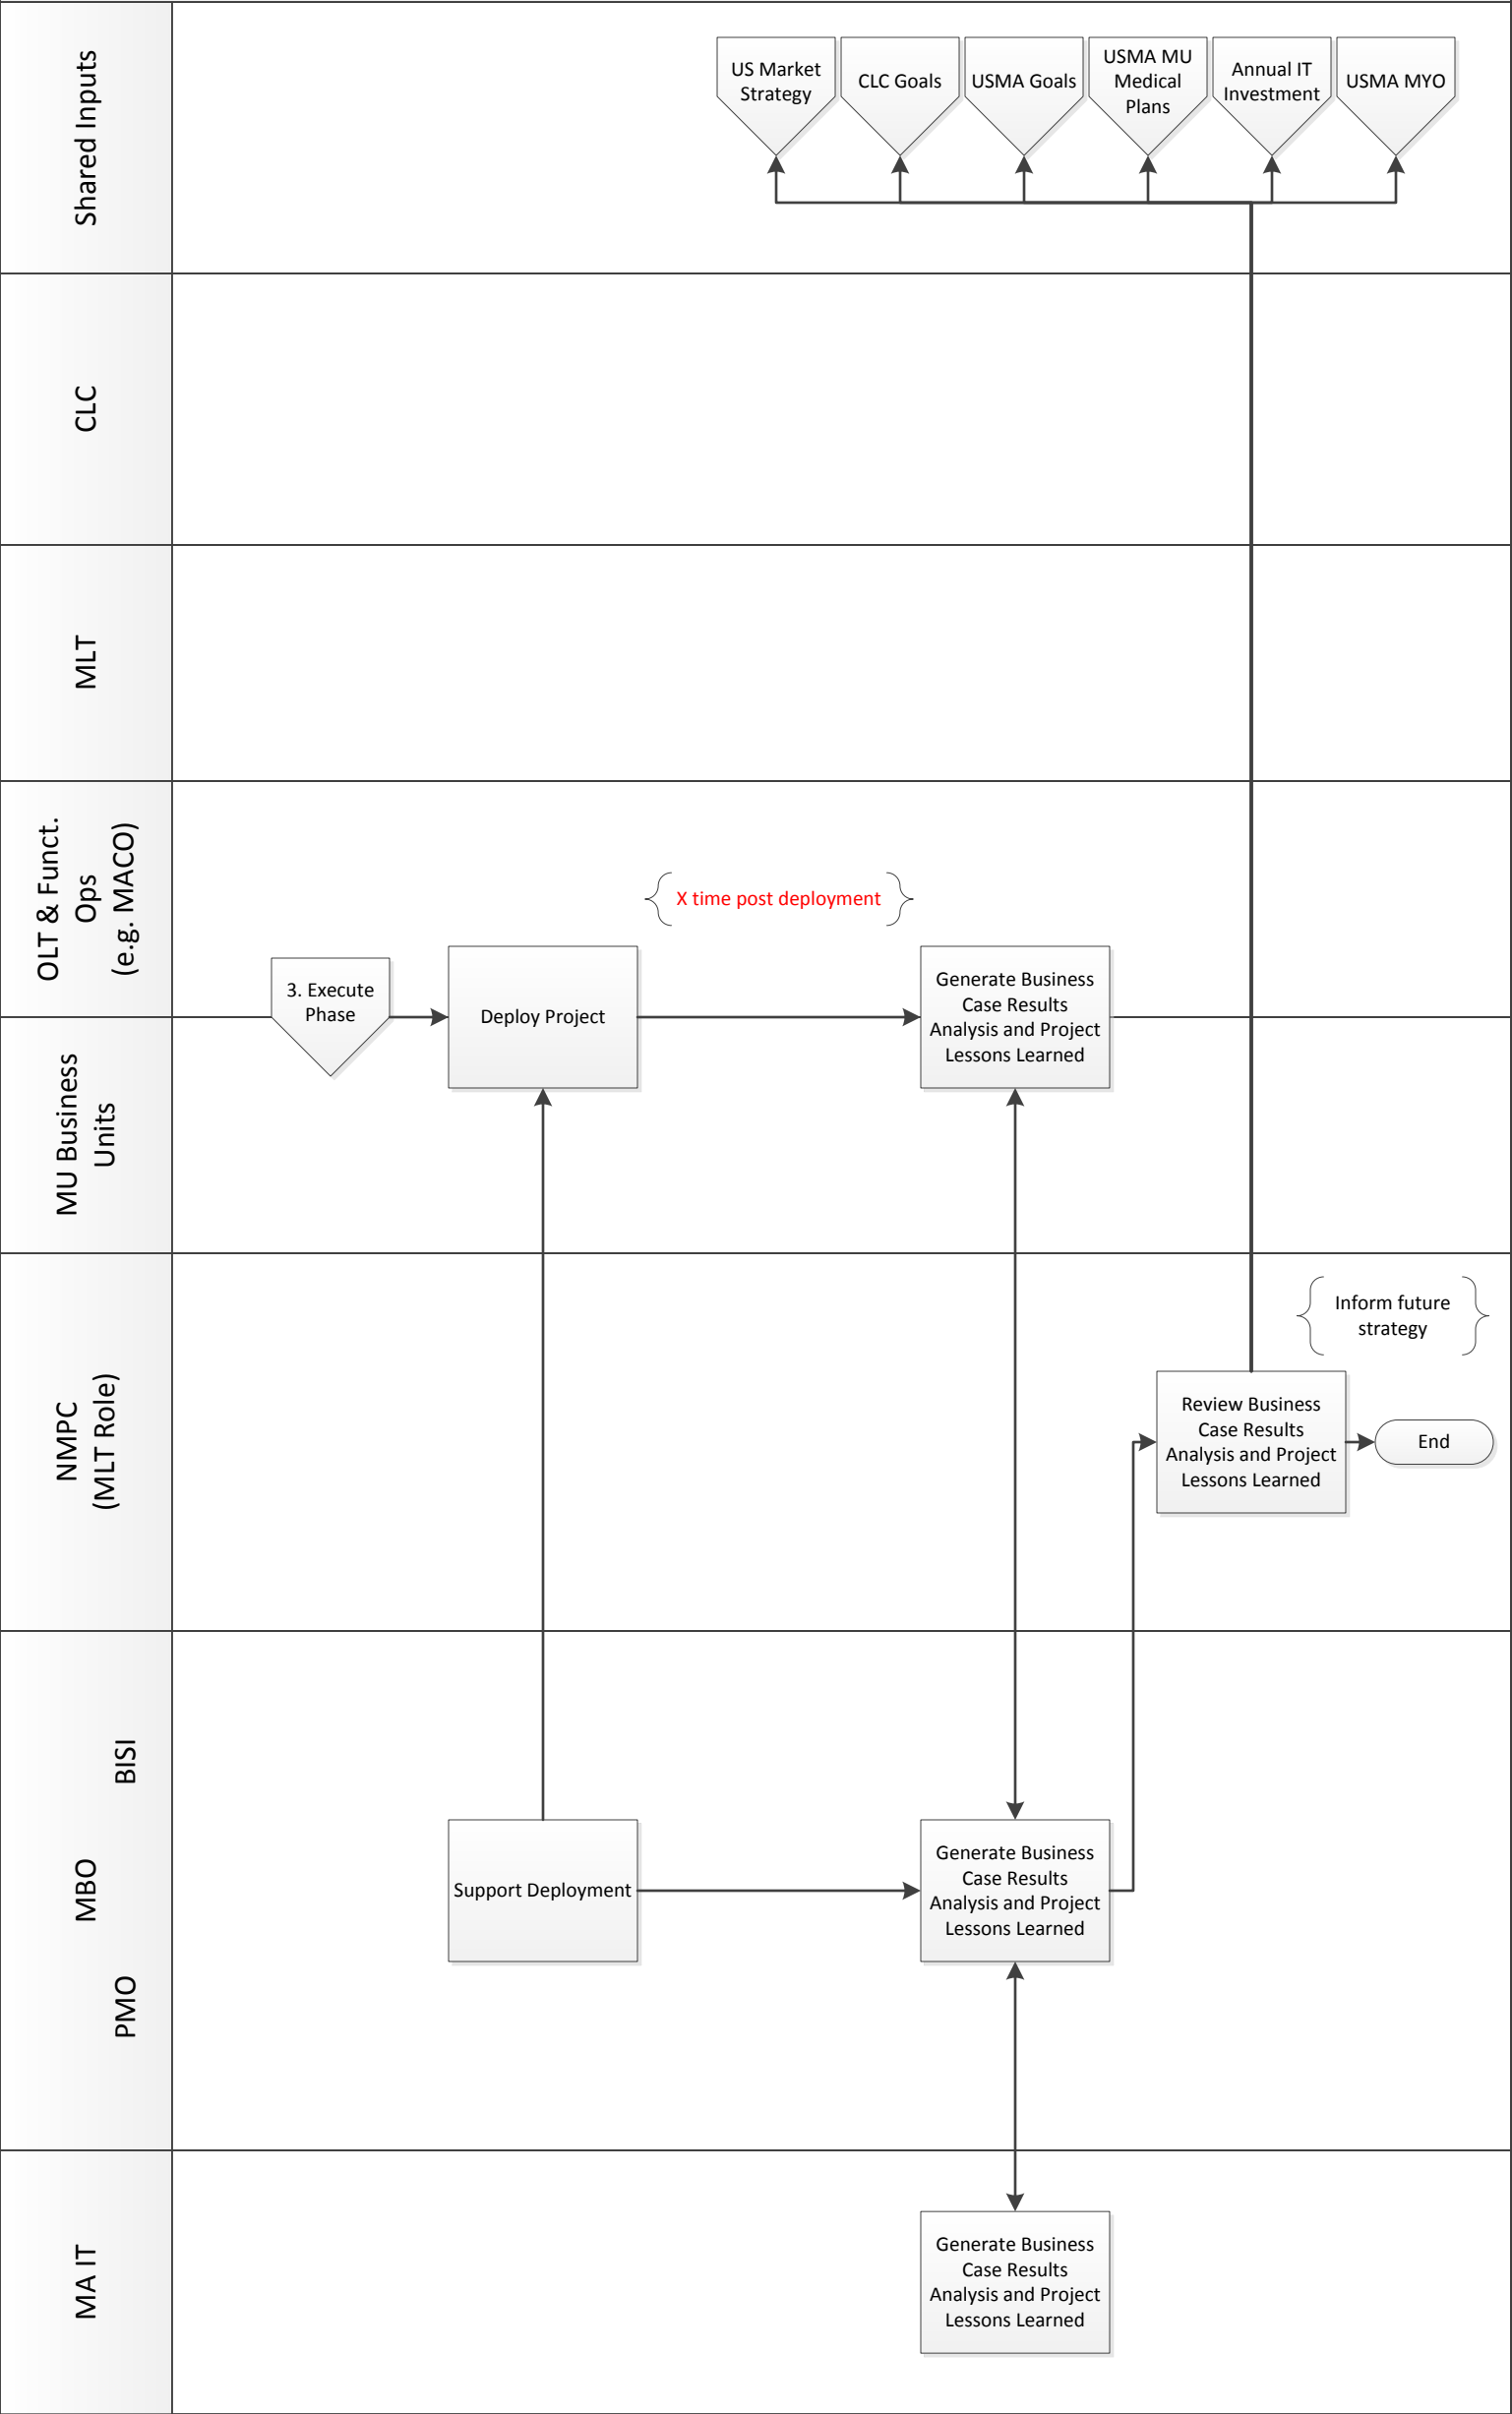 Shared Inputs
US Market
Strategy
CLC Goals
USMA Goals
USMA MU
Medical
Plans
Annual IT
Investment
USMA MYO
CLC
MLT
OLT & Funct.
Ops
(e.g. MACO)
X time post deployment
3. Execute
Phase
Deploy Project
Generate Business
Case Results
Analysis and Project
Lessons Learned
MU Business
Units
NMPC
(MLT Role)
Inform future
strategy
Review Business
Case Results
Analysis and Project
Lessons Learned
End
MBO
BISI
PMO
Support Deployment
Generate Business
Case Results
Analysis and Project
Lessons Learned
MA IT
Generate Business
Case Results
Analysis and Project
Lessons Learned